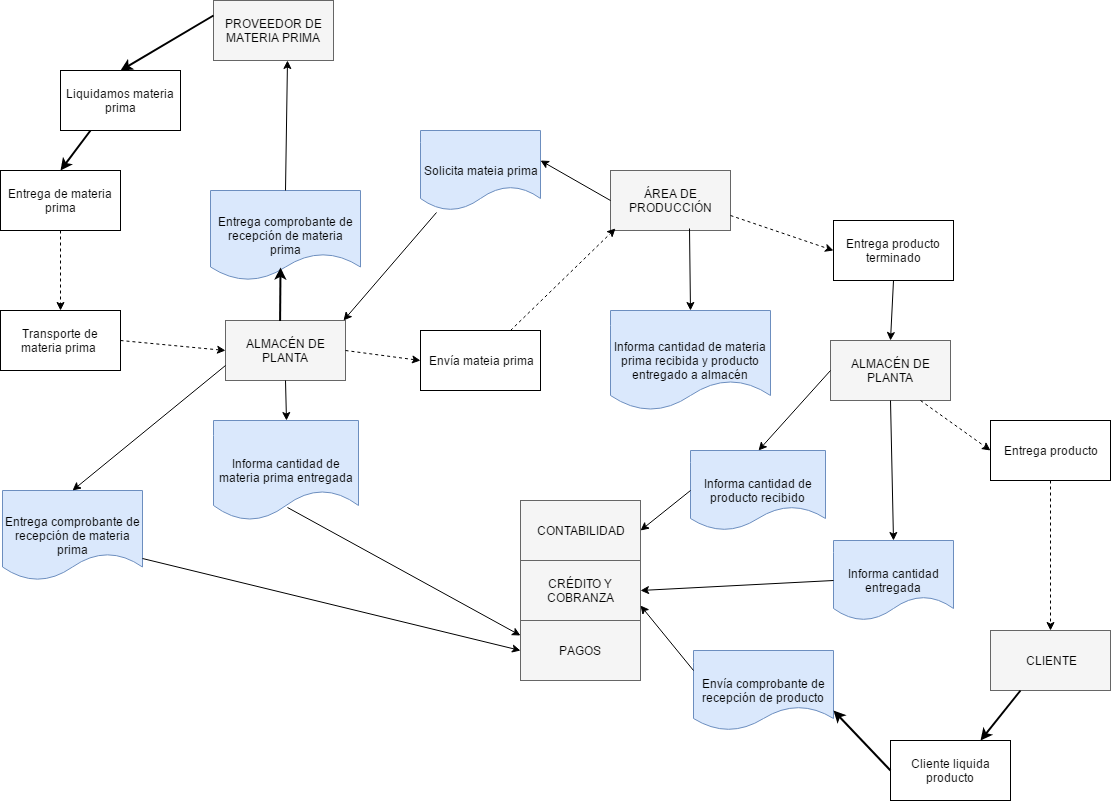 PROVEEDOR DE
MATERIA PRIMA
Liquidamos materia
prima
Entrega de materia
prima
Transporte de
materia prima
Entrega comprobante de
recepción de materia
prima
Solicita mateia prima
ÁREA DE
PRODUCCIÓN
Entrega producto
terminado
ALMACÉN DE
PLANTA
Envía mateia prima
Informa cantidad de materia
prima recibida y producto
entregado a almacén
ALMACÉN DE
PLANTA
Entrega producto
Informa cantidad de
materia prima entregada
Informa cantidad de
producto recibido
Entrega comprobante de
recepción de materia
prima
CONTABILIDAD
CRÉDITO Y
COBRANZA
PAGOS
Informa cantidad
entregada
CLIENTE
Envía comprobante de
recepción de producto
Cliente liquida
producto